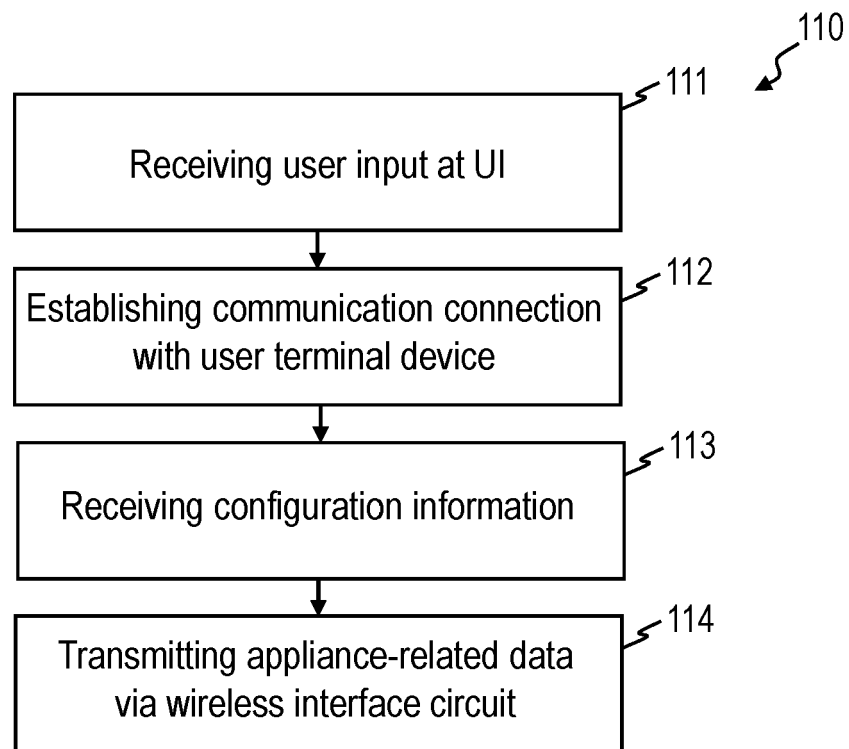 110
111
Receiving user input at UI
112
Establishing communication connection
with user terminal device
113
Receiving configuration information
114
Transmitting appliance-related data
via wireless interface circuit